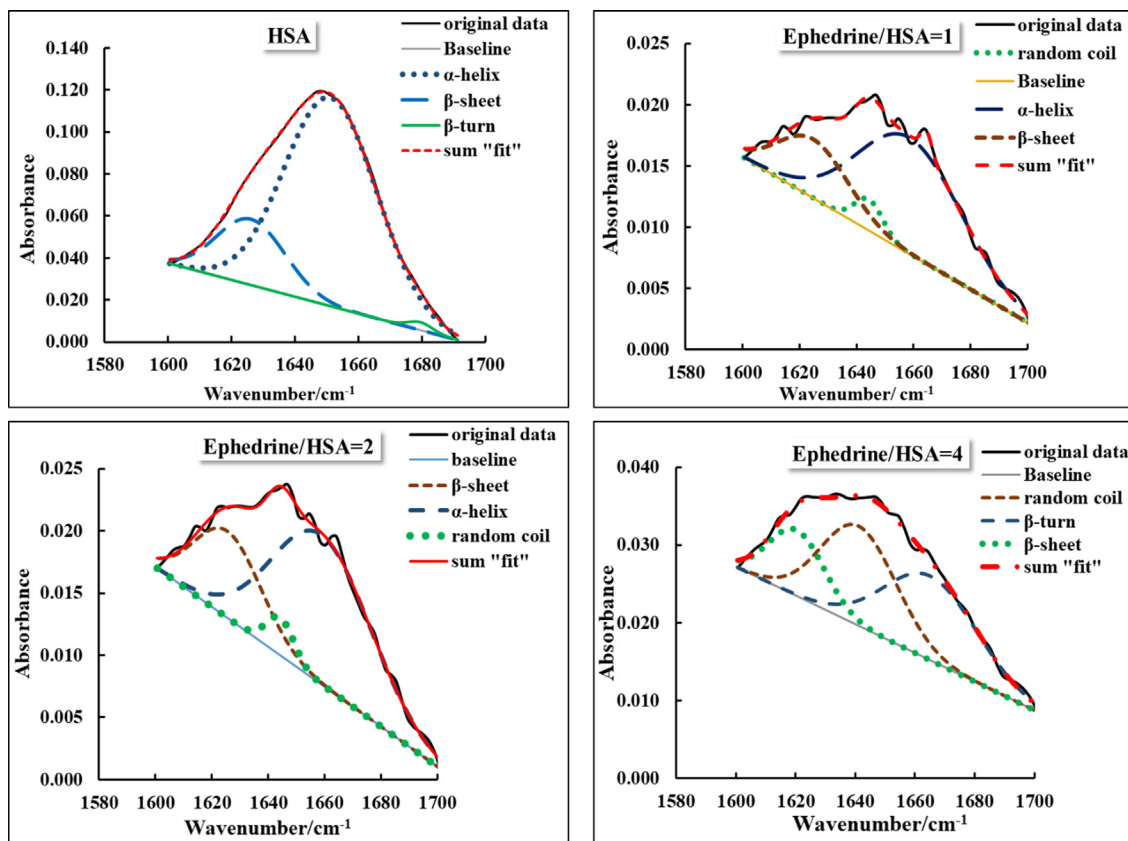 HSA
original data
Baseline
α-helix
β-sheet
β-turn
sum "fit"
Absorbance
0.140
0.120
0.100
0.080
0.060
0.040
0.020
0.000
1580 1600 1620 1640 1660 1680 1700
Wavenumber/cm-1
Ephedrine/HSA=1
original data
random coil
Baseline
α-helix
β-sheet
sum "fit"
Absorbance
0.025
0.020
0.015
0.010
0.005
0.000
1580 1600 1620 1640 1660 1680 1700
Wavenumber/ cm-1
Ephedrine/HSA=2
original data
baseline
β-sheet
α-helix
random coil
sum "fit"
Absorbance
0.025
0.020
0.015
0.010
0.005
0.000
1580 1600 1620 1640 1660 1680 1700
Wavenumber/cm-1
Ephedrine/HSA=4
original data
Baseline
random coil
β-turn
β-sheet
sum "fit"
Absorbance
0.040
0.030
0.020
0.010
0.000
1580 1600 1620 1640 1660 1680 1700
Wavenumber/cm-1